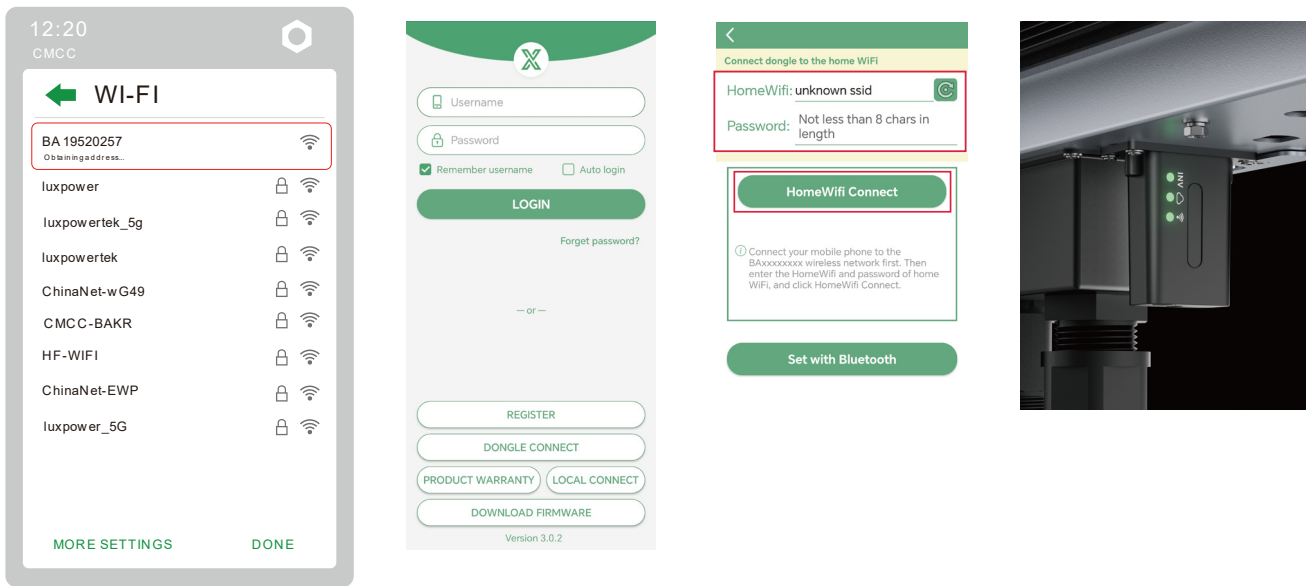 12:20
CMCC
WI-FI
BA 19520257
Obtaining address...
luxpower
luxpowertek_5g
luxpowertek
ChinaNet-wG49
CMCC-BAKR
HF-WIFI
ChinaNet-EWP
luxpower_5G
MORE SETTINGS DONE
X
Username
Password
Remember username Auto login
LOGIN
Forget password?
— or —
REGISTER
DONGLE CONNECT
PRODUCT WARRANTY LOCAL CONNECT
DOWNLOAD FIRMWARE
Version 3.0.2
Connect dongle to the home WiFi
HomeWifi: unknown ssid
Password: Not less than 8 chars in
length
HomeWifi Connect
Connect your mobile phone to the
BAxxxxxxxx wireless network first. Then
enter the HomeWifi and password of home
WiFi, and click HomeWifi Connect.
Set with Bluetooth
INV